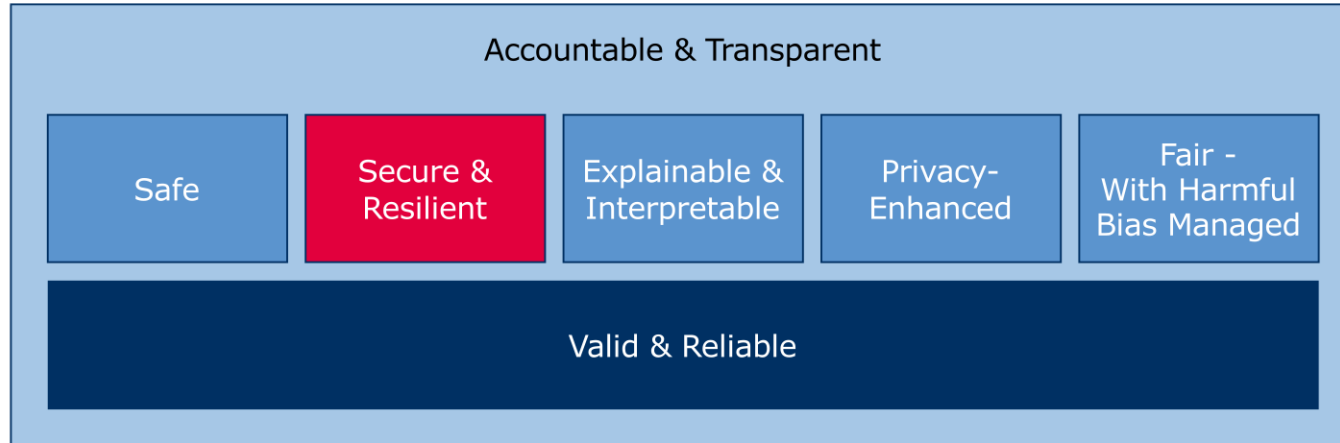 Accountable & Transparent
Safe
Secure &
Resilient
Explainable &
Interpretable
Privacy-
Enhanced
Fair -
With Harmful
Bias Managed
Valid & Reliable